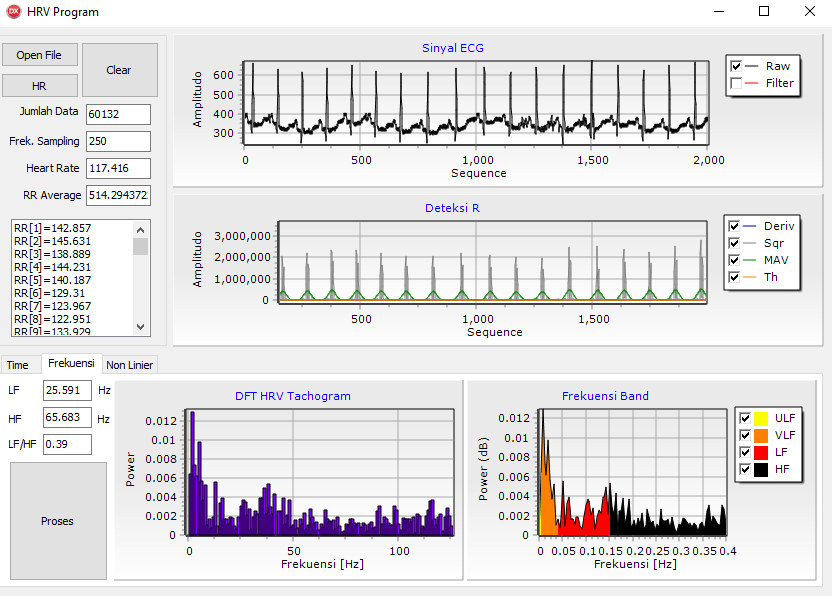 HRV Program
Open File
Clear
HR
Jumlah Data 60132
Frek. Sampling 250
Heart Rate 117.416
RR Average 514.294372
RR[1]=142.857
RR[2]=145.631
RR[3]=138.889
RR[4]=144.231
RR[5]=140.187
RR[6]=129.31
RR[7]=123.967
RR[8]=122.951
RR[9]=133.929
Sinyal ECG
Amplitudo
600
500
400
300
0 500 1,000 1,500 2,000
Sequence
Raw
Filter
Deteksi R
Amplitudo
3,000,000
2,000,000
1,000,000
0
500 1,000 1,500
Sequence
Deriv
Sqr
MAV
Th
Time Frekuensi Non Linier
LF 25.591 Hz
HF 65.683 Hz
LF/HF 0.39
Proses
DFT HRV Tachogram
Power
0.012
0.01
0.008
0.006
0.004
0.002
0
0 50 100
Frekuensi [Hz]
Frekuensi Band
Power (dB)
0.012
0.01
0.008
0.006
0.004
0.002
0
0 0.05 0.10 0.15 0.2 0.25 0.3 0.35 0.4
Frekuensi [Hz]
ULF
VLF
LF
HF